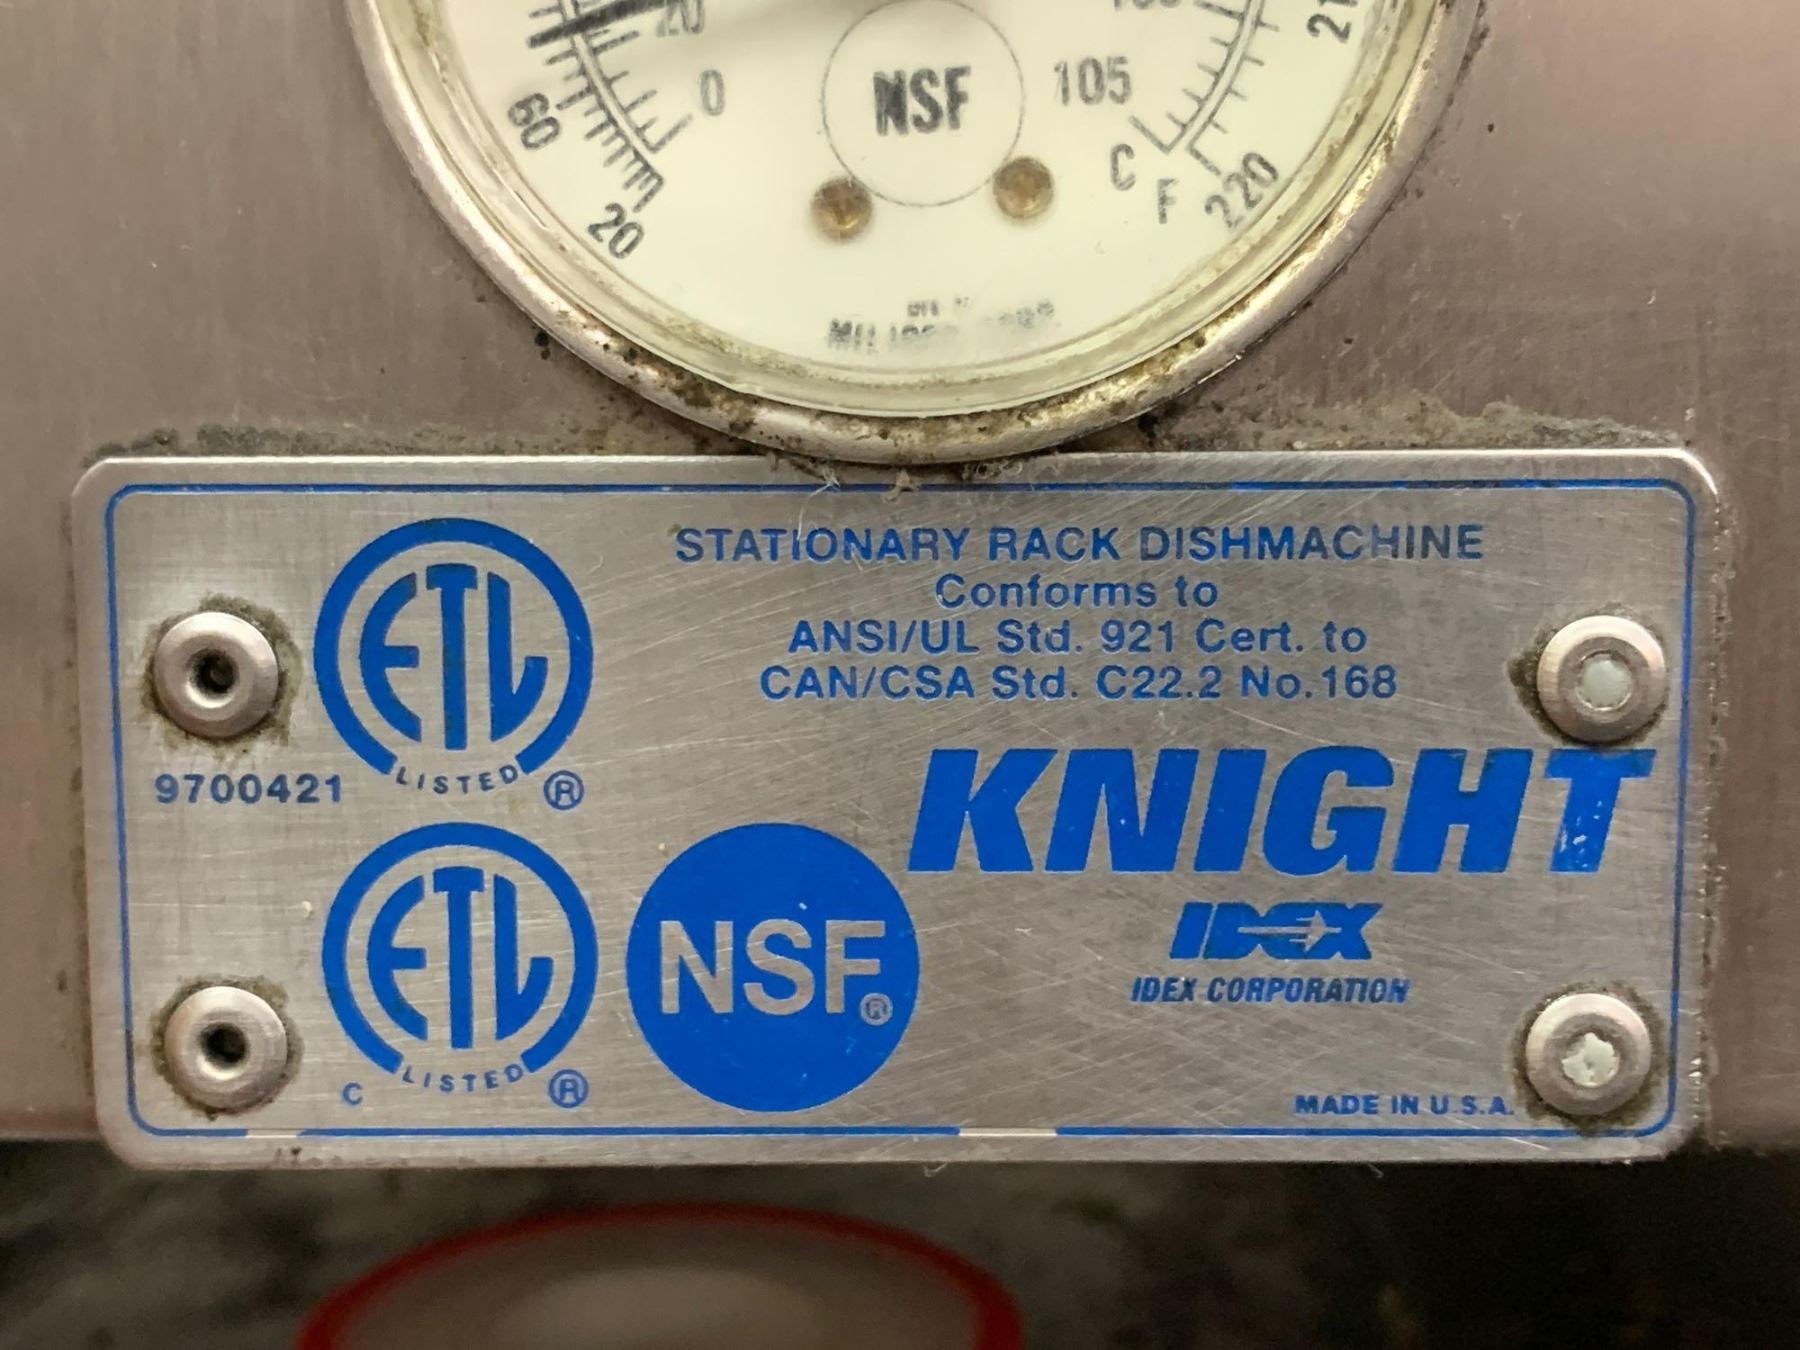 20
0
60
20
NSF
105
C
F
220
STATIONARY RACK DISHMACHINE
Conforms to
ANSI/UL Std. 921 Cert. to
CAN/CSA Std. C22.2 No.168
ETL
LISTED ®
9700421
KNIGHT
IDEX
IDEX CORPORATION
ETL
C LISTED ®
NSF®
MADE IN U.S.A.